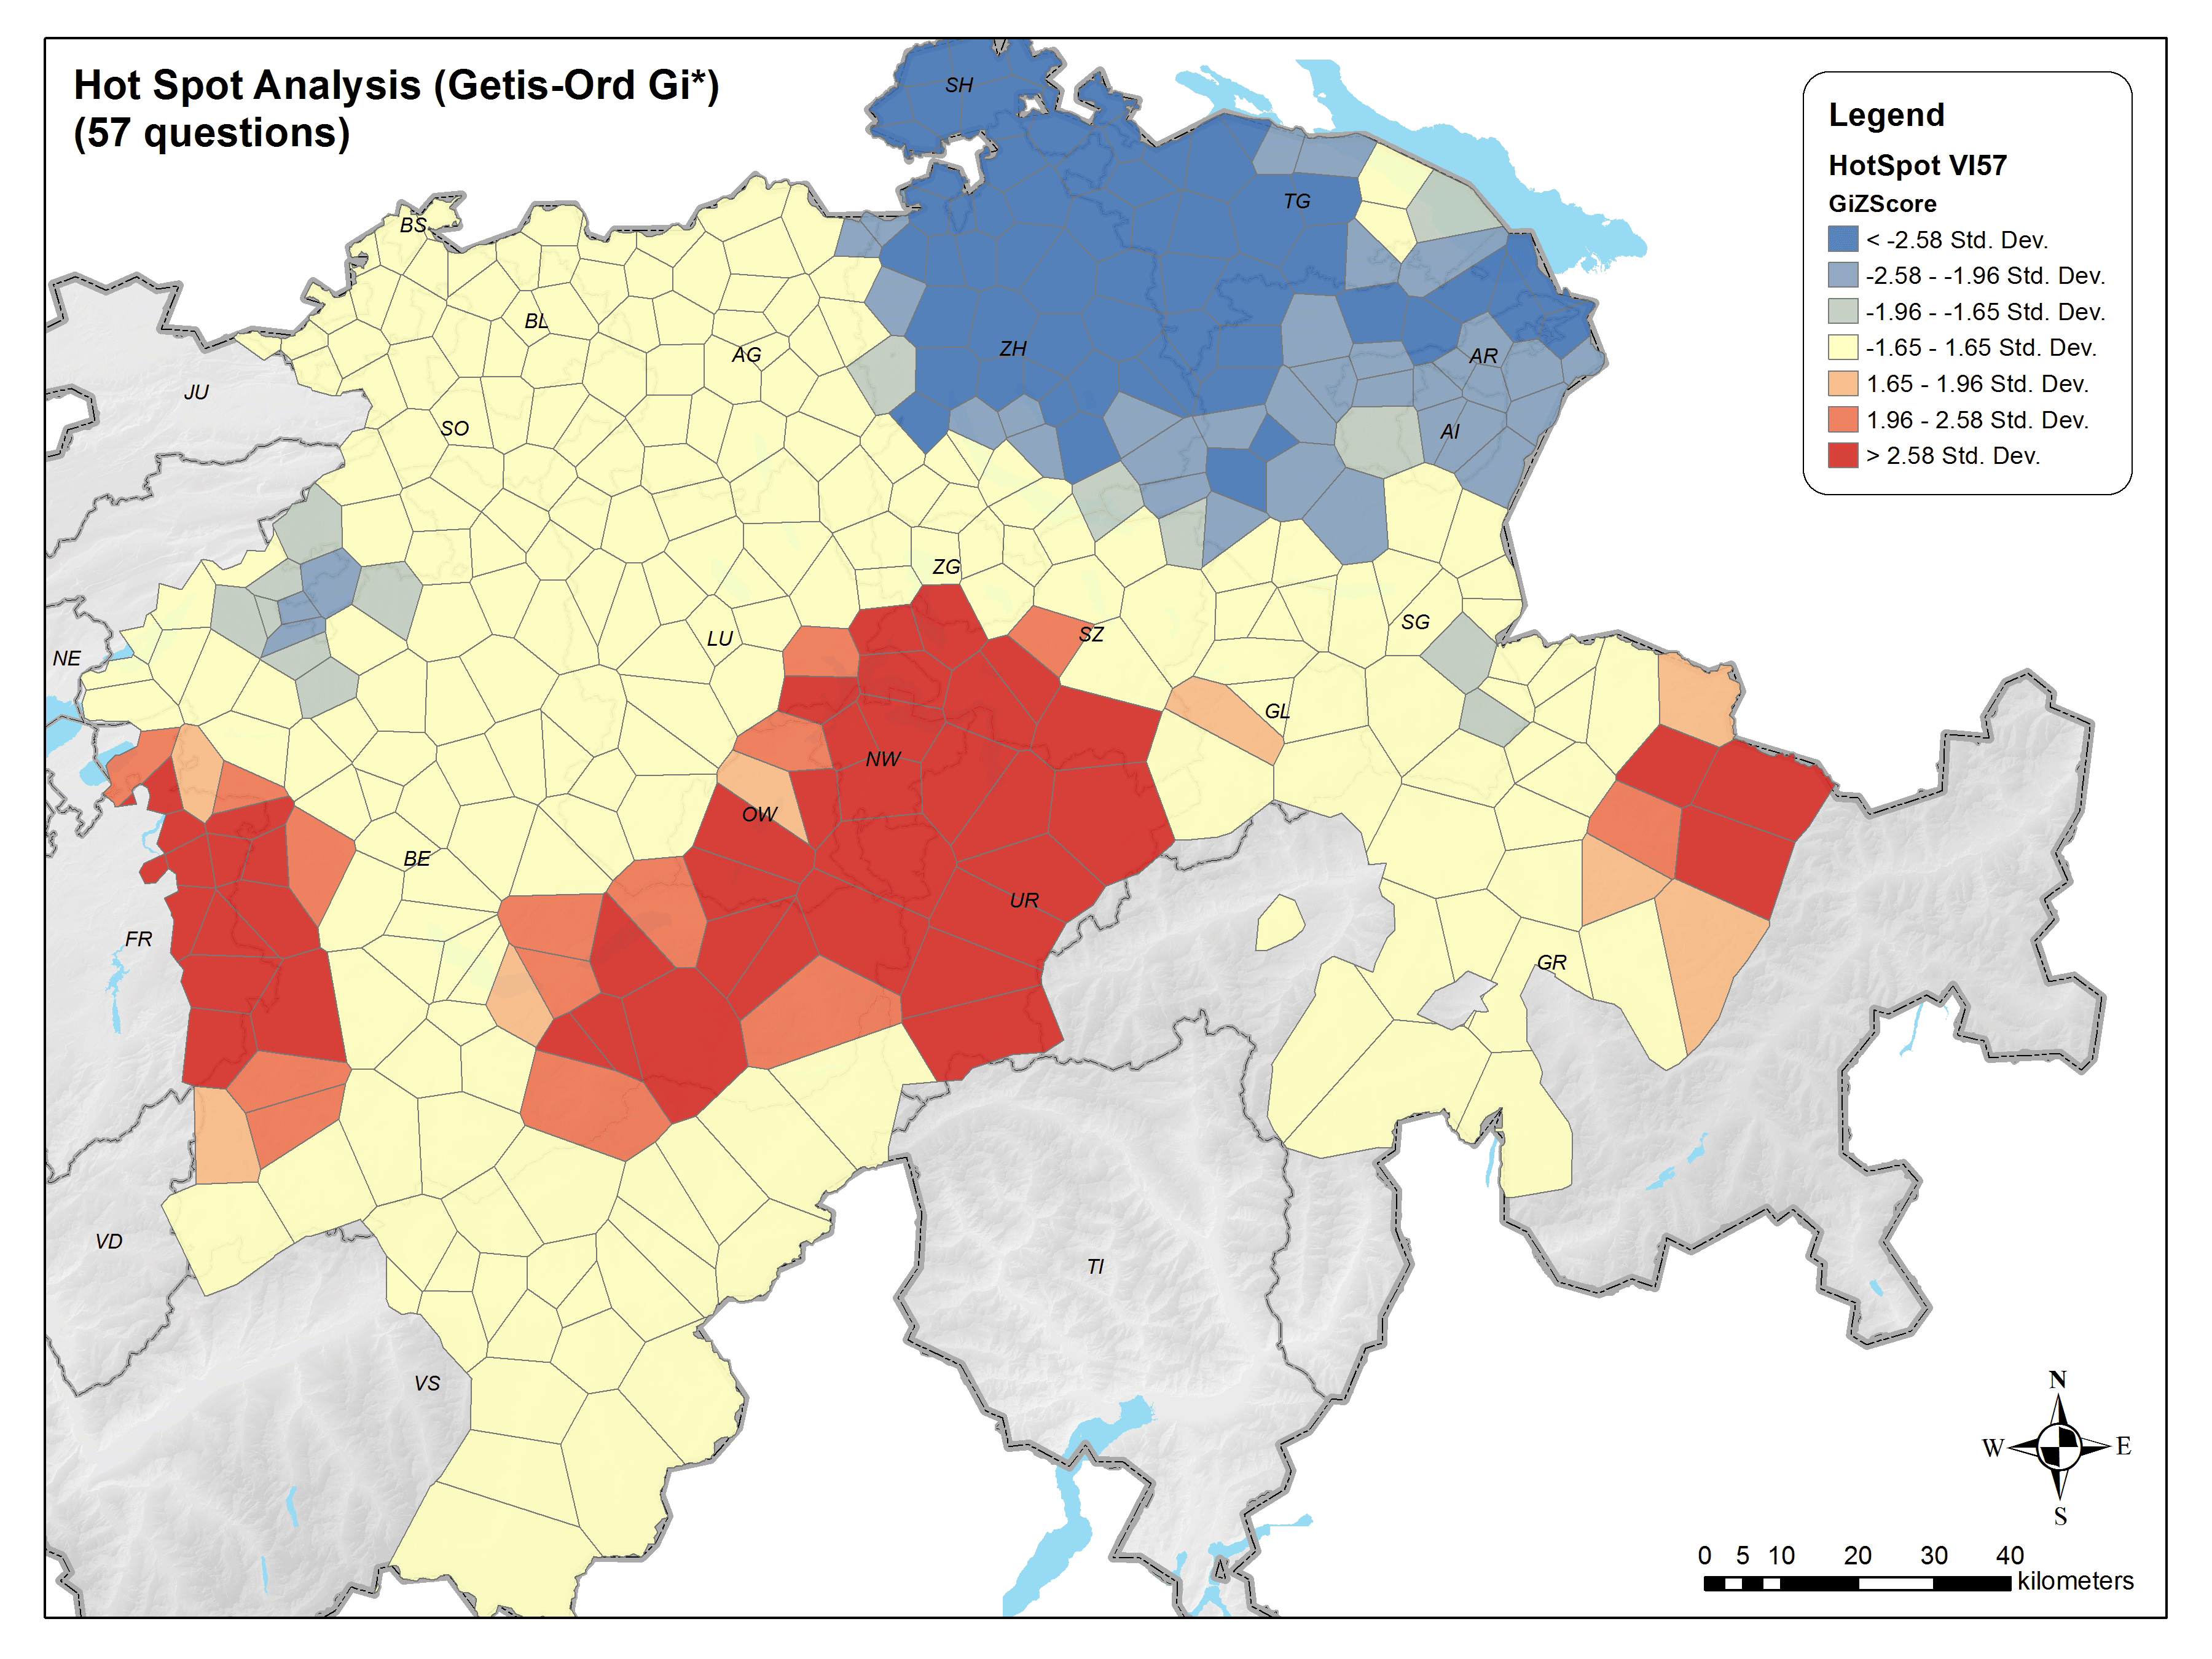 Hot Spot Analysis (Getis-Ord Gi*)
(57 questions)
Legend
HotSpot VI57
GiZScore
< -2.58 Std. Dev.
-2.58 - -1.96 Std. Dev.
-1.96 - -1.65 Std. Dev.
-1.65 - 1.65 Std. Dev.
1.65 - 1.96 Std. Dev.
1.96 - 2.58 Std. Dev.
> 2.58 Std. Dev.
SH
TG
BS
BL
AG
ZH
AR
JU
SO
AI
ZG
LU
SZ
SG
NE
GL
NW
OW
BE
UR
FR
GR
VD
TI
VS
N
W E
S
0 5 10 20 30 40
kilometers